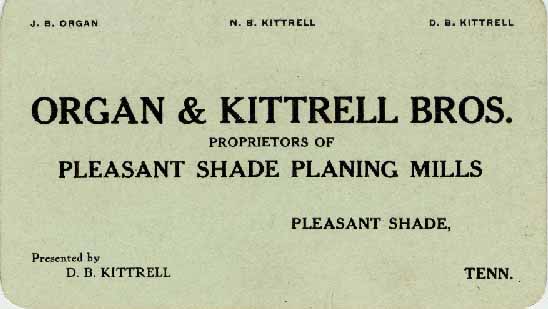 J. B. ORGAN N. B. KITTRELL D. B. KITTRELL
ORGAN & KITTRELL BROS.
PROPRIETORS OF
PLEASANT SHADE PLANING MILLS
PLEASANT SHADE,
Presented by
D. B. KITTRELL TENN.